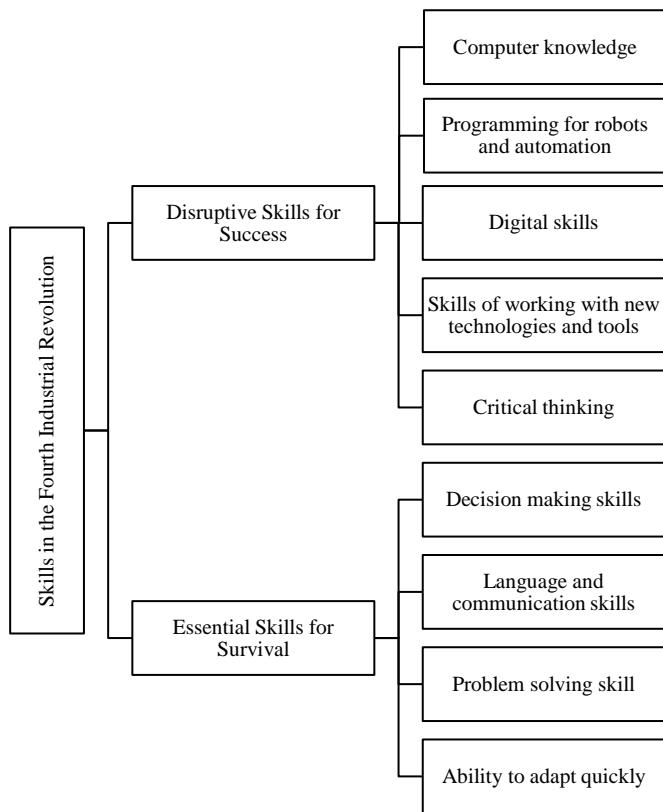 Skills in the Fourth Industrial Revolution
Disruptive Skills for
Success
Computer knowledge
Programming for robots
and automation
Digital skills
Skills of working with new
technologies and tools
Critical thinking
Essential Skills for
Survival
Decision making skills
Language and
communication skills
Problem solving skill
Ability to adapt quickly